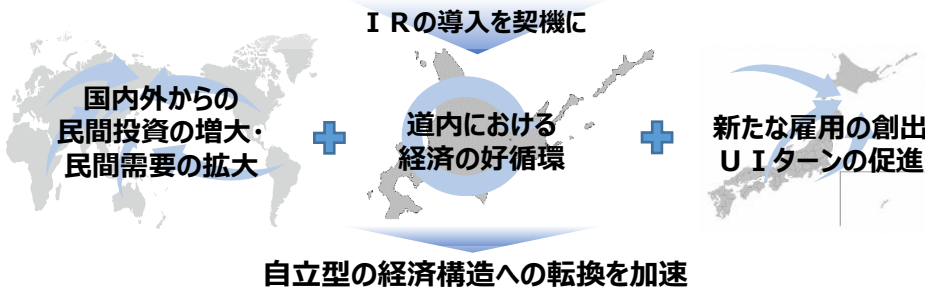 ＩＲの導入を契機に
国内外からの
民間投資の増大・
民間需要の拡大
道内における
経済の好循環
新たな雇用の創出
ＵＩターンの促進
自立型の経済構造への転換を加速